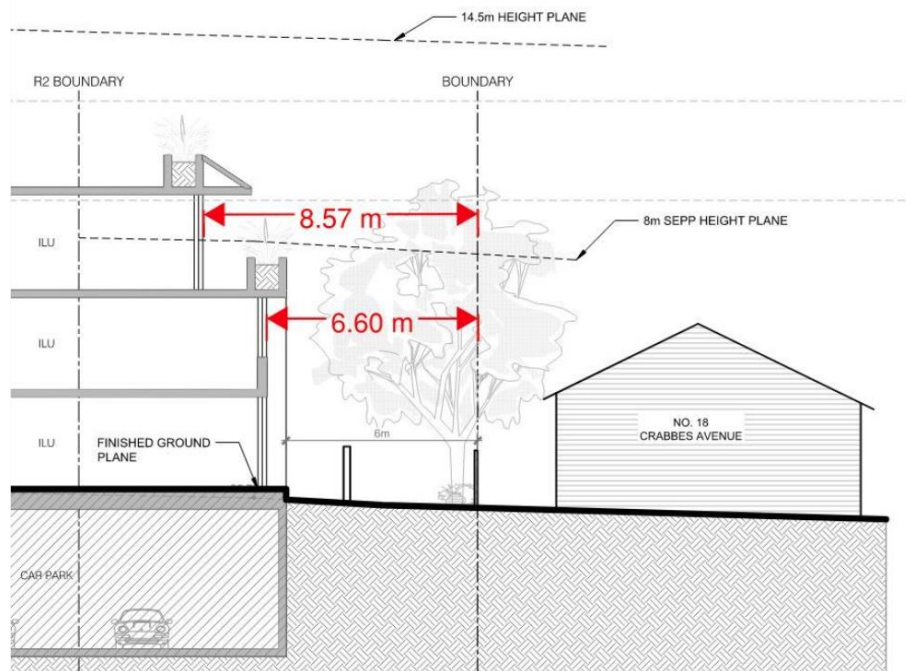 14.5m HEIGHT PLANE
R2 BOUNDARY
BOUNDARY
8.57 m
8m SEPP HEIGHT PLANE
ILU
6.60 m
ILU
NO. 18
CRABBES AVENUE
6m
ILU
FINISHED GROUND
PLANE
CAR PARK